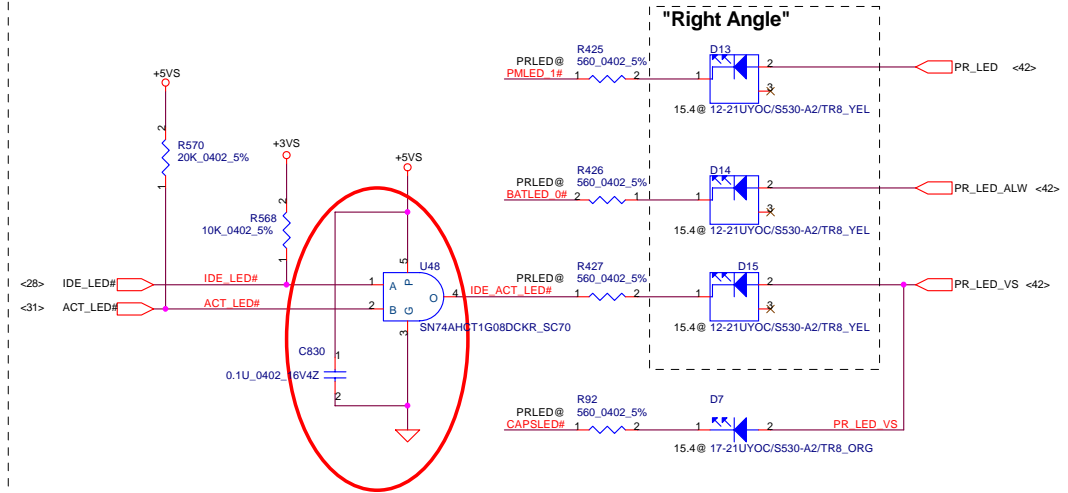 "Right Angle"
PRLED@
R425
560_0402_5%
D13
PMLED_1#
1
2
1
2
3
PR_LED <42>
15.4@ 12-21UYOC/S530-A2/TR8_YEL
+5VS
2
R570
20K_0402_5%
1
+3VS
2
R568
10K_0402_5%
1
+5VS
PRLED@
R426
560_0402_5%
D14
BATLED_0#
2
1
1
2
3
PR_LED_ALW <42>
15.4@ 12-21UYOC/S530-A2/TR8_YEL
<28> IDE_LED#
IDE_LED#
<31> ACT_LED#
ACT_LED#
1
2
A
B
P
G
O
5
3
4
U48
SN74AHCT1G08DCKR_SC70
IDE_ACT_LED#
PRLED@
R427
560_0402_5%
D15
1
2
1
2
3
PR_LED_VS <42>
15.4@ 12-21UYOC/S530-A2/TR8_YEL
C830
1
0.1U_0402_16V4Z
2
PRLED@
R92
560_0402_5%
D7
CAPSLED#
1
2
1
2
PR_LED_VS
15.4@ 17-21UYOC/S530-A2/TR8_ORG